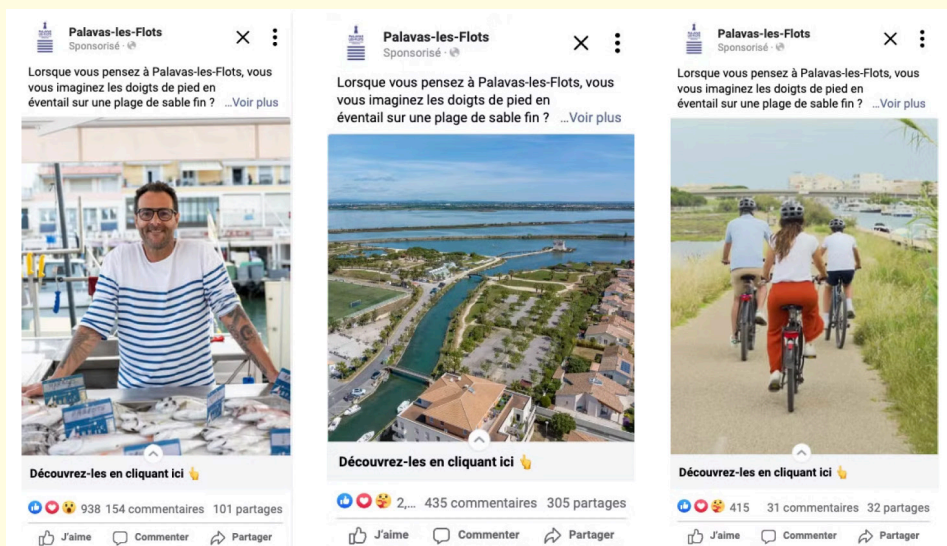 Palavas-les-Flots
Sponsorisé ·
Lorsque vous pensez à Palavas-les-Flots, vous
vous imaginez les doigts de pied en
éventail sur une plage de sable fin ? ...Voir plus
Découvrez-les en cliquant ici 👆
938 154 commentaires 101 partages
J'aime Commenter Partager
Palavas-les-Flots
Sponsorisé ·
Lorsque vous pensez à Palavas-les-Flots, vous
vous imaginez les doigts de pied en
éventail sur une plage de sable fin ? ...Voir plus
Découvrez-les en cliquant ici 👆
2,... 435 commentaires 305 partages
J'aime Commenter Partager
Palavas-les-Flots
Sponsorisé ·
Lorsque vous pensez à Palavas-les-Flots, vous
vous imaginez les doigts de pied en
éventail sur une plage de sable fin ? ...Voir plus
Découvrez-les en cliquant ici 👆
415 31 commentaires 32 partages
J'aime Commenter Partager